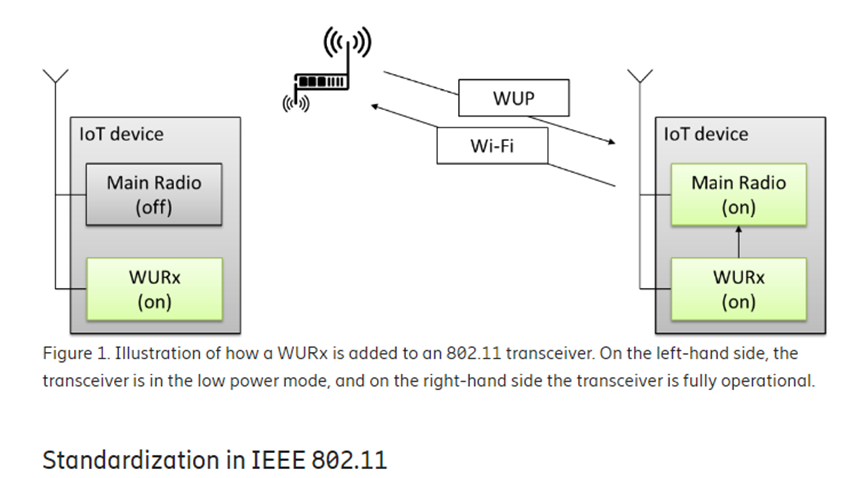 WUP
Wi-Fi
IoT device
Main Radio
(off)
WURx
(on)
IoT device
Main Radio
(on)
WURx
(on)
Figure 1. Illustration of how a WURx is added to an 802.11 transceiver. On the left-hand side, the
transceiver is in the low power mode, and on the right-hand side the transceiver is fully operational.
Standardization in IEEE 802.11